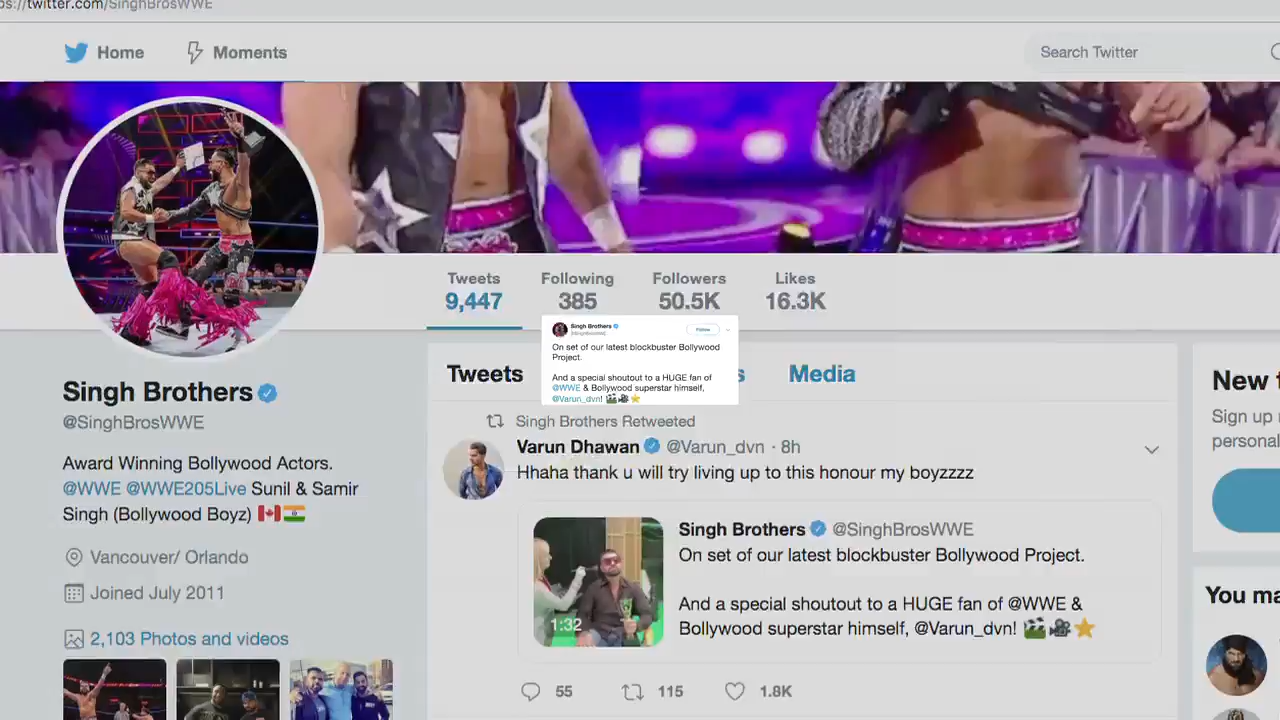 ps://twitter.com/SinghBrosWWE
Home
Moments
Search Twitter
Tweets
9,447
Following
385
Followers
50.5K
Likes
16.3K
Singh Brothers
Follow
On set of our latest blockbuster Bollywood
Project.
And a special shoutout to a HUGE fan of
@WWE & Bollywood superstar himself,
@Varun_dvn! 🎬🎥⭐
Tweets
s
Media
Singh Brothers
@SinghBrosWWE
Award Winning Bollywood Actors.
@WWE @WWE205Live Sunil & Samir
Singh (Bollywood Boyz) 🇨🇦🇮🇳
Vancouver/ Orlando
Joined July 2011
2,103 Photos and videos
Singh Brothers Retweeted
Varun Dhawan @Varun_dvn · 8h
Hhaha thank u will try living up to this honour my boyzzzz
1:32
Singh Brothers @SinghBrosWWE
On set of our latest blockbuster Bollywood Project.
And a special shoutout to a HUGE fan of @WWE &
Bollywood superstar himself, @Varun_dvn! 🎬🎥⭐
55
115
1.8K
New t
Sign up
personal
You ma